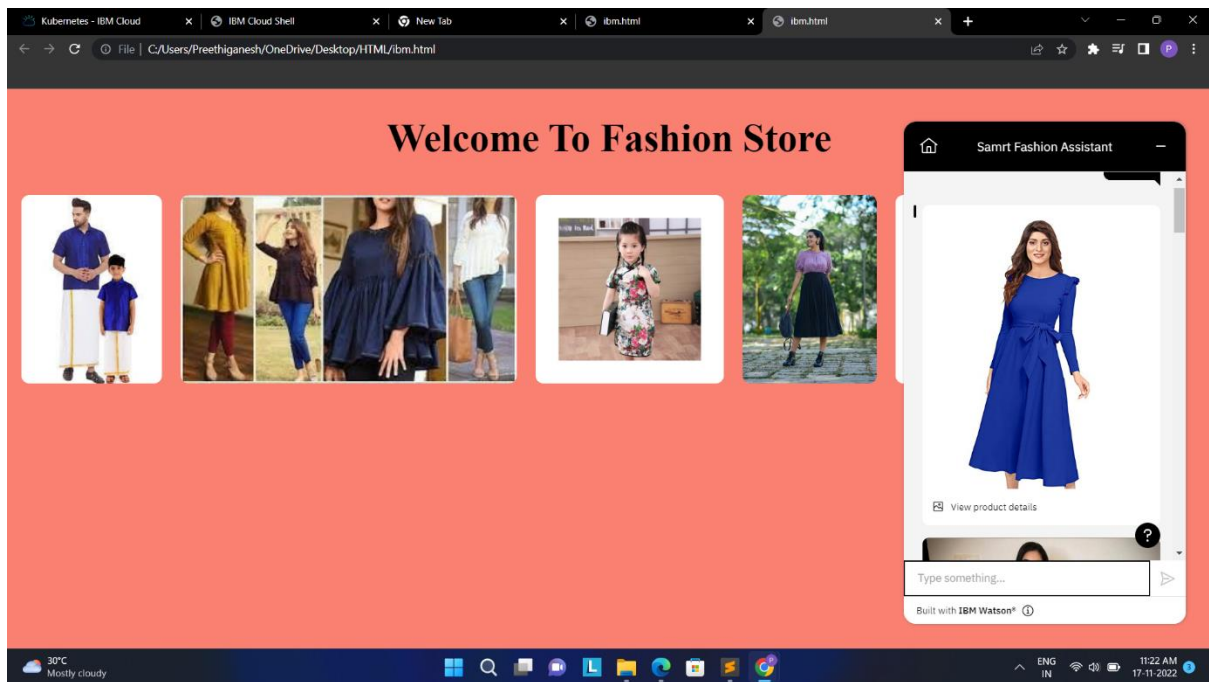 Kubernetes - IBM Cloud
IBM Cloud Shell
New Tab
ibm.html
ibm.html
File | C:/Users/Preethiganesh/OneDrive/Desktop/HTML/ibm.html
P
Welcome To Fashion Store
Samrt Fashion Assistant
View product details
?
Type something...
Built with IBM Watson®
30°C
Mostly cloudy
L
ENG
IN
11:22 AM
17-11-2022
3